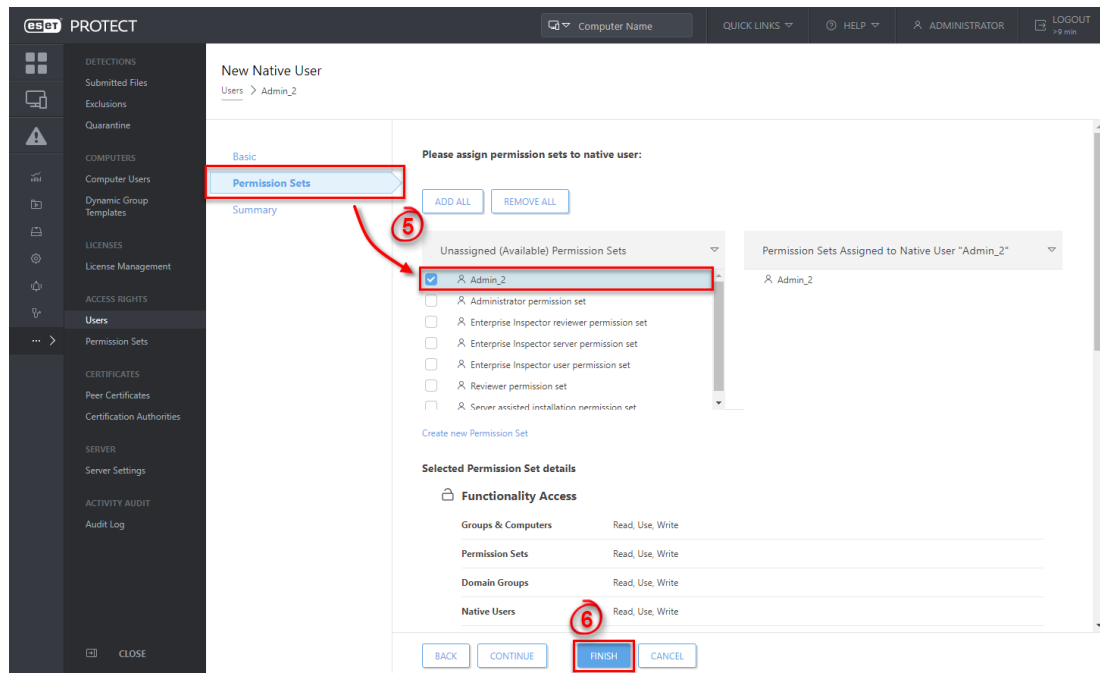 eset PROTECT
Computer Name
QUICK LINKS
HELP
ADMINISTRATOR
LOGOUT
>9 min
DETECTIONS
Submitted Files
Exclusions
Quarantine
COMPUTERS
Computer Users
Dynamic Group
Templates
LICENSES
License Management
ACCESS RIGHTS
Users
Permission Sets
CERTIFICATES
Peer Certificates
Certification Authorities
SERVER
Server Settings
ACTIVITY AUDIT
Audit Log
CLOSE
New Native User
Users > Admin_2
Basic
Permission Sets
Summary
5
Please assign permission sets to native user:
ADD ALL
REMOVE ALL
Unassigned (Available) Permission Sets
Admin_2
Administrator permission set
Enterprise Inspector reviewer permission set
Enterprise Inspector server permission set
Enterprise Inspector user permission set
Reviewer permission set
Server assisted installation permission set
Permission Sets Assigned to Native User "Admin_2"
Admin_2
Create new Permission Set
Selected Permission Set details
Functionality Access
Groups & Computers Read, Use, Write
Permission Sets Read, Use, Write
Domain Groups Read, Use, Write
Native Users Read, Use, Write
6
BACK
CONTINUE
FINISH
CANCEL